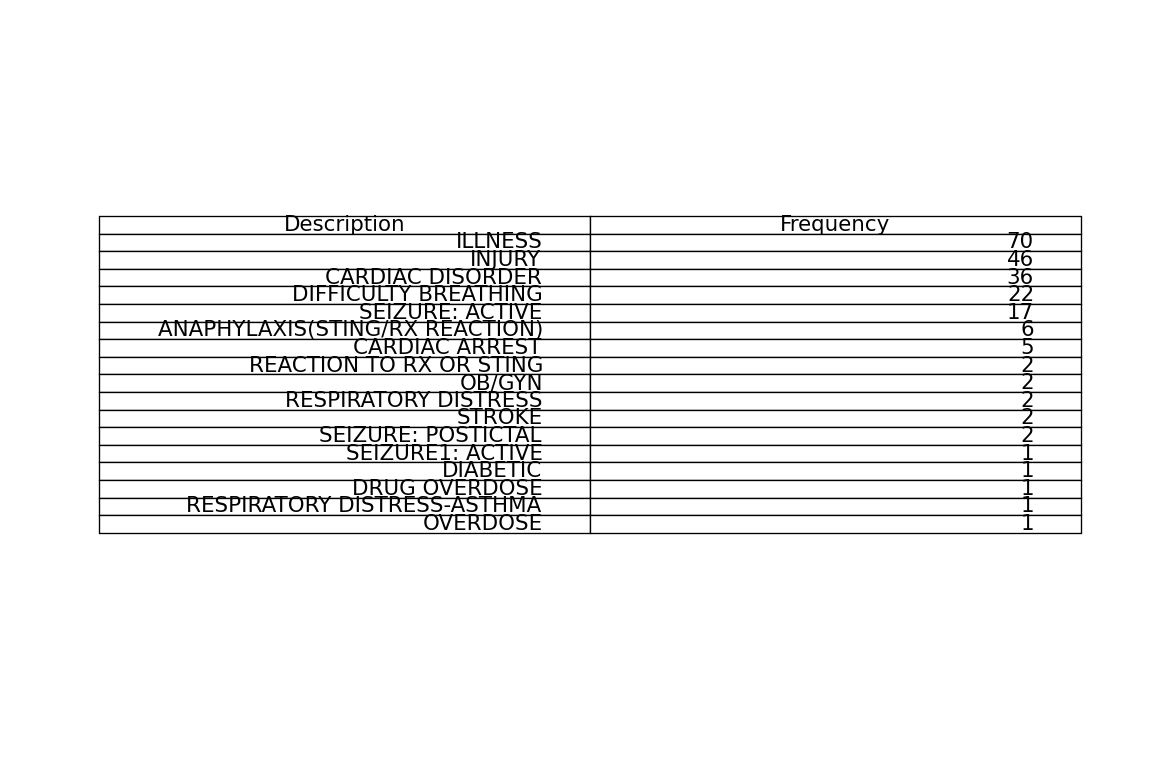 Description Frequency
ILLNESS 70
INJURY 46
CARDIAC DISORDER 36
DIFFICULTY BREATHING 22
SEIZURE: ACTIVE 17
ANAPHYLAXIS(STING/RX REACTION) 6
CARDIAC ARREST 5
REACTION TO RX OR STING 2
OB/GYN 2
RESPIRATORY DISTRESS 2
STROKE 2
SEIZURE: POSTICTAL 2
SEIZURE1: ACTIVE 1
DIABETIC 1
DRUG OVERDOSE 1
RESPIRATORY DISTRESS-ASTHMA 1
OVERDOSE 1